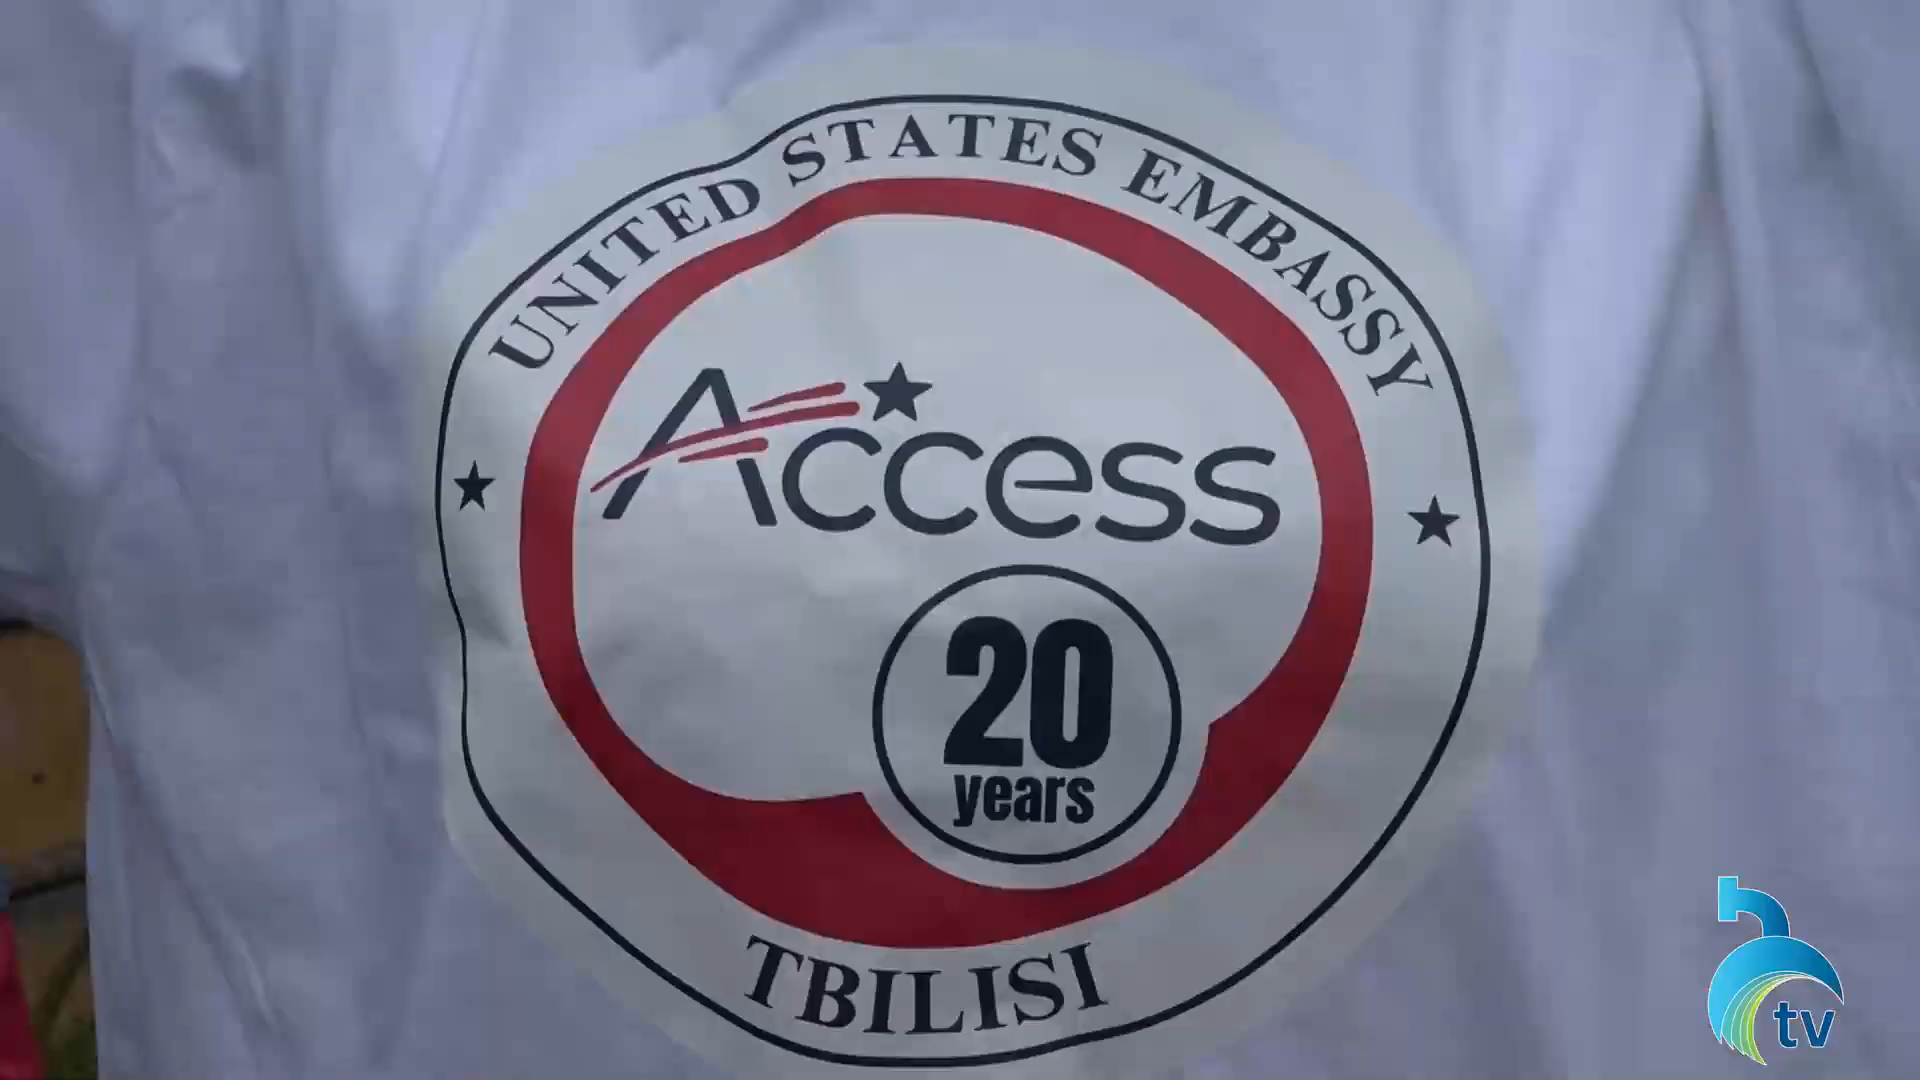 UNITED STATES EMBASSY
Access
20
years
TBILISI
tv